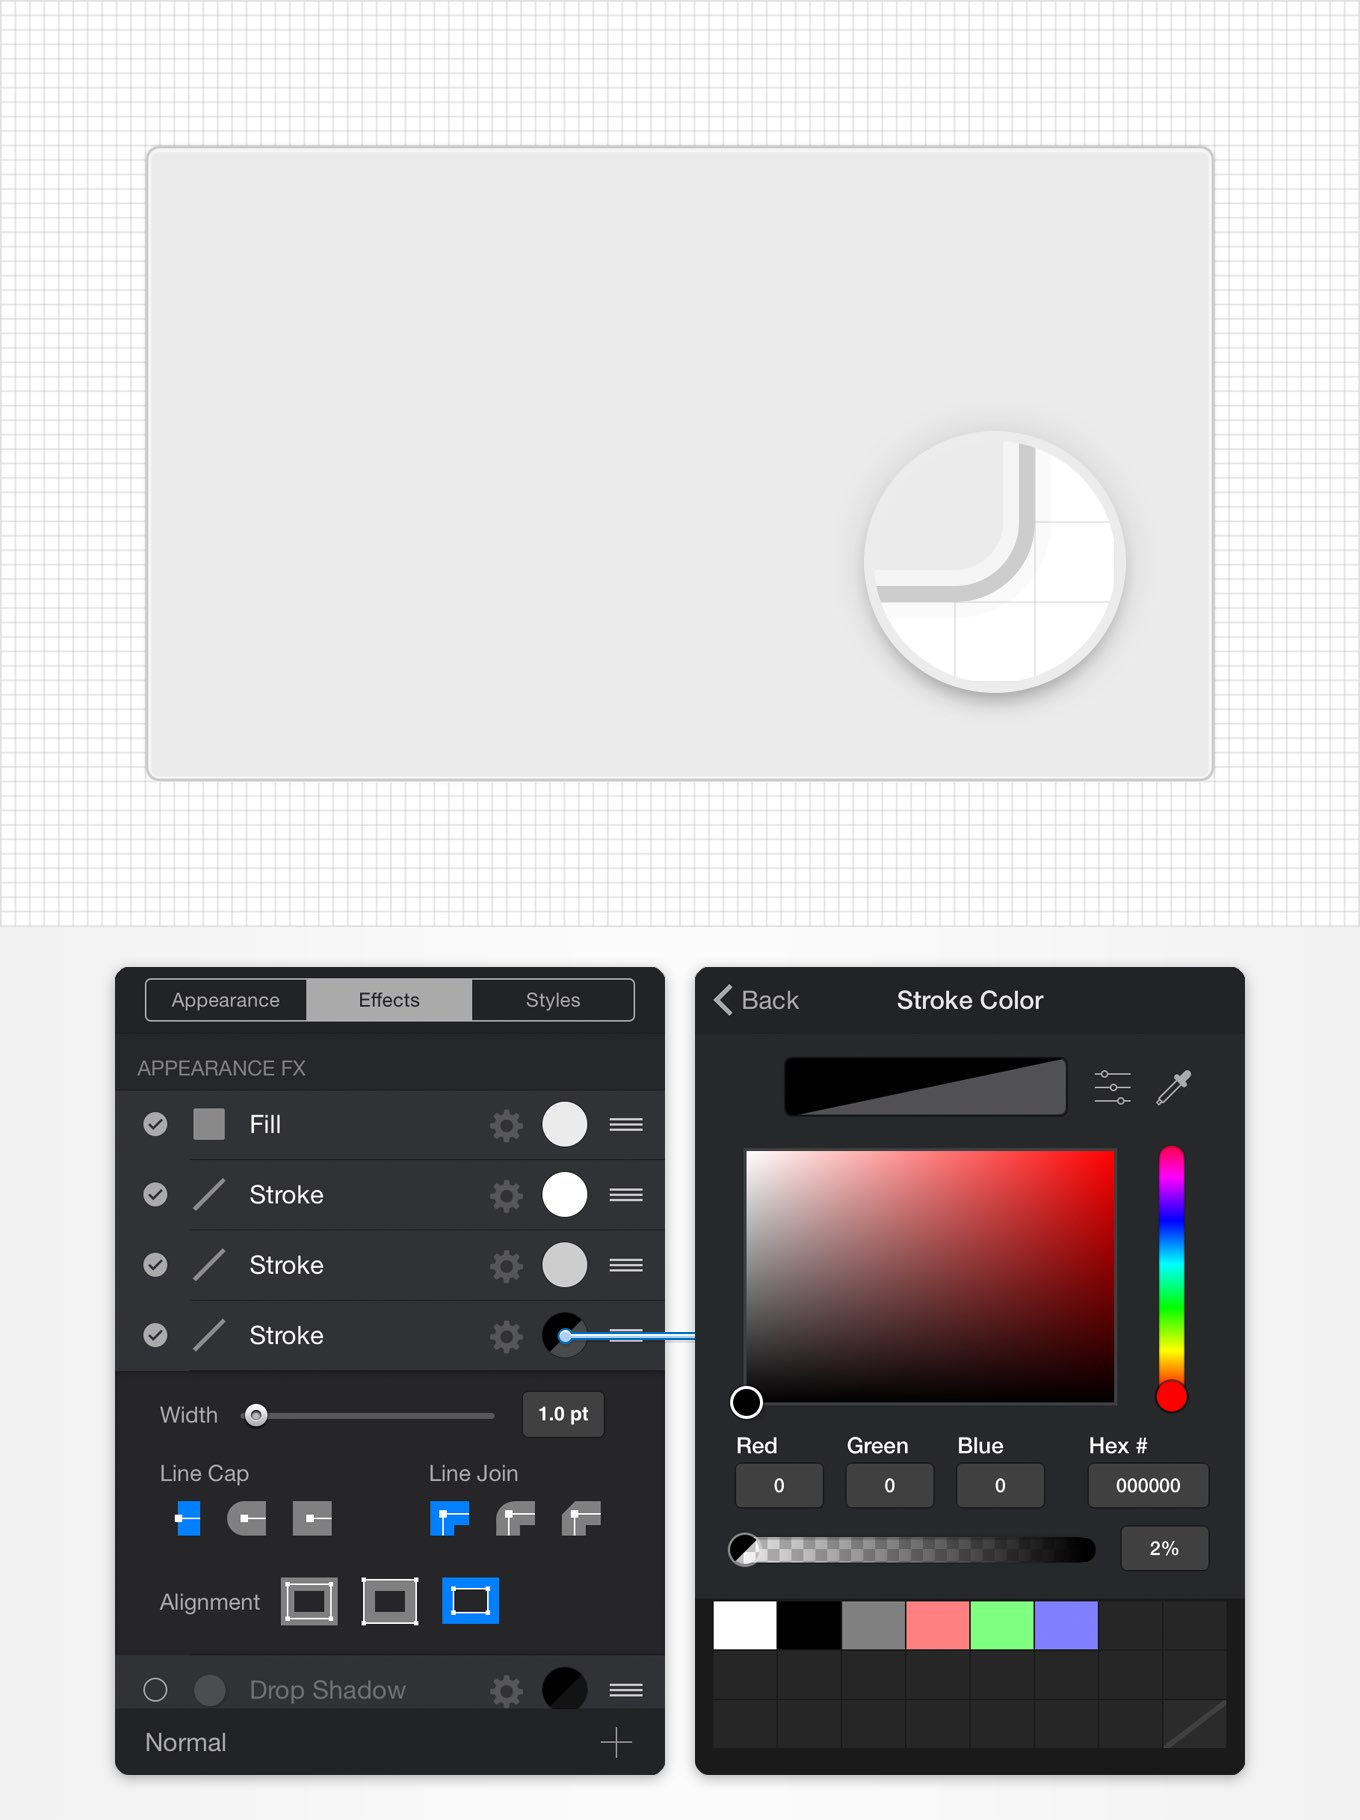 Appearance Effects Styles
APPEARANCE FX
Fill
Stroke
Stroke
Stroke
Width 1.0 pt
Line Cap Line Join
Alignment
Drop Shadow
Normal
Back Stroke Color
Red Green Blue Hex #
0 0 0 000000
2%